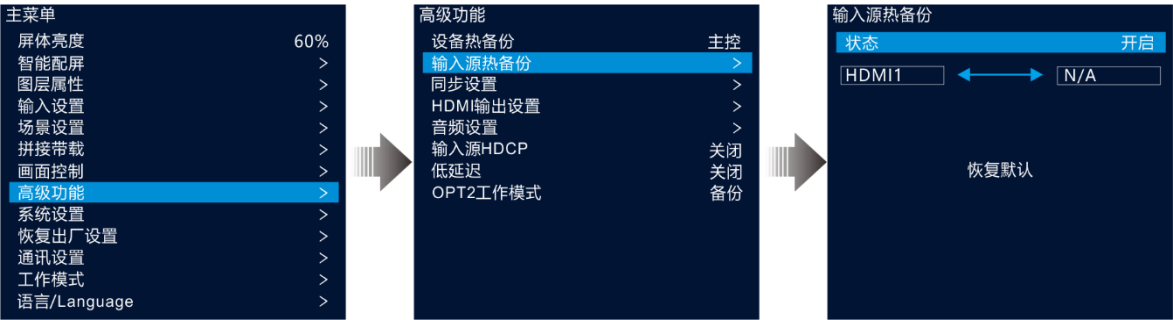 主菜单
屏体亮度 60%
智能配屏 >
图层属性 >
输入设置 >
场景设置 >
拼接带载 >
画面控制 >
高级功能 >
系统设置 >
恢复出厂设置 >
通讯设置 >
工作模式 >
语言/Language >
高级功能
设备热备份 主控
输入源热备份 >
同步设置 >
HDMI输出设置 >
音频设置 >
输入源HDCP 关闭
低延迟 关闭
OPT2工作模式 备份
输入源热备份
状态 开启
HDMI1 N/A
恢复默认